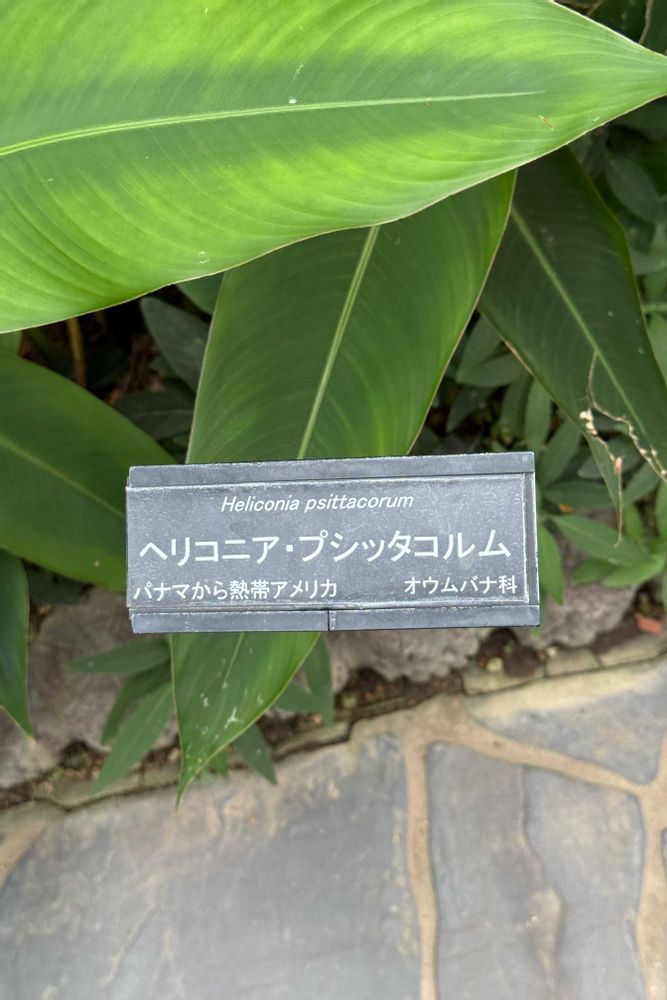 Heliconia psittacorum
ヘリコニア・プシッタコルム
パナマから熱帯アメリカ オウムバナ科